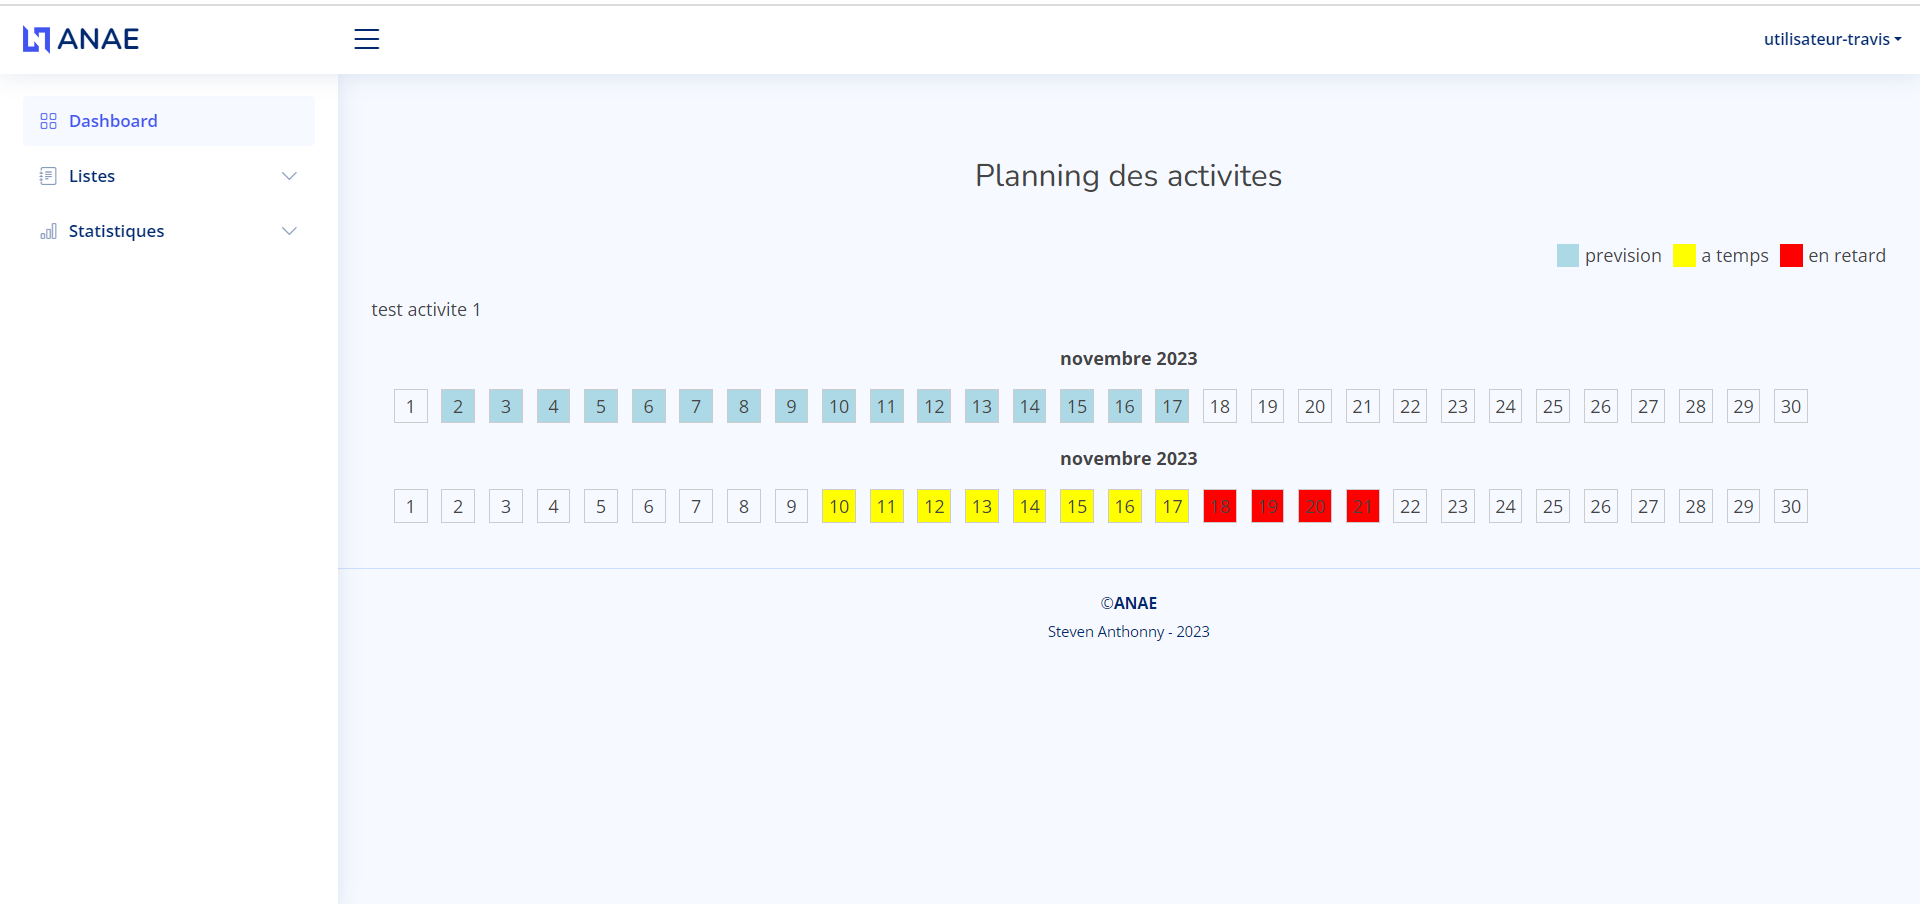 ANAE
utilisateur-travis
Dashboard
Listes
Statistiques
Planning des activites
prevision a temps en retard
test activite 1
novembre 2023
1 2 3 4 5 6 7 8 9 10 11 12 13 14 15 16 17 18 19 20 21 22 23 24 25 26 27 28 29 30
novembre 2023
1 2 3 4 5 6 7 8 9 10 11 12 13 14 15 16 17 18 19 20 21 22 23 24 25 26 27 28 29 30
©ANAE
Steven Anthonny - 2023